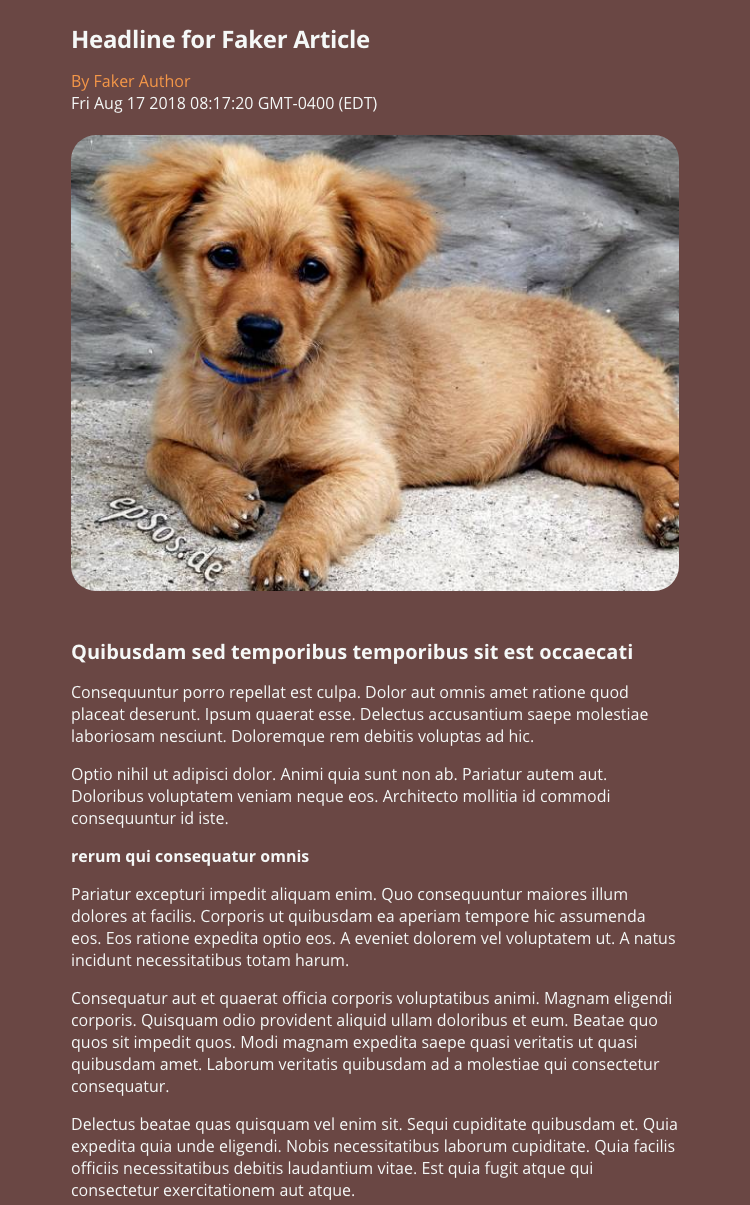 Headline for Faker Article
By Faker Author
Fri Aug 17 2018 08:17:20 GMT-0400 (EDT)
epSos.de
Quibusdam sed temporibus temporibus sit est occaecati
Consequuntur porro repellat est culpa. Dolor aut omnis amet ratione quod
placeat deserunt. Ipsum quaerat esse. Delectus accusantium saepe molestiae
laboriosam nesciunt. Doloremque rem debitis voluptas ad hic.
Optio nihil ut adipisci dolor. Animi quia sunt non ab. Pariatur autem aut.
Doloribus voluptatem veniam neque eos. Architecto mollitia id commodi
consequuntur id iste.
rerum qui consequatur omnis
Pariatur excepturi impedit aliquam enim. Quo consequuntur maiores illum
dolores at facilis. Corporis ut quibusdam ea aperiam tempore hic assumenda
eos. Eos ratione expedita optio eos. A eveniet dolorem vel voluptatem ut. A natus
incidunt necessitatibus totam harum.
Consequatur aut et quaerat officia corporis voluptatibus animi. Magnam eligendi
corporis. Quisquam odio provident aliquid ullam doloribus et eum. Beatae quo
quos sit impedit quos. Modi magnam expedita saepe quasi veritatis ut quasi
quibusdam amet. Laborum veritatis quibusdam ad a molestiae qui consectetur
consequatur.
Delectus beatae quas quisquam vel enim sit. Sequi cupiditate quibusdam et. Quia
expedita quia unde eligendi. Nobis necessitatibus laborum cupiditate. Quia facilis
officiis necessitatibus debitis laudantium vitae. Est quia fugit atque qui
consectetur exercitationem aut atque.